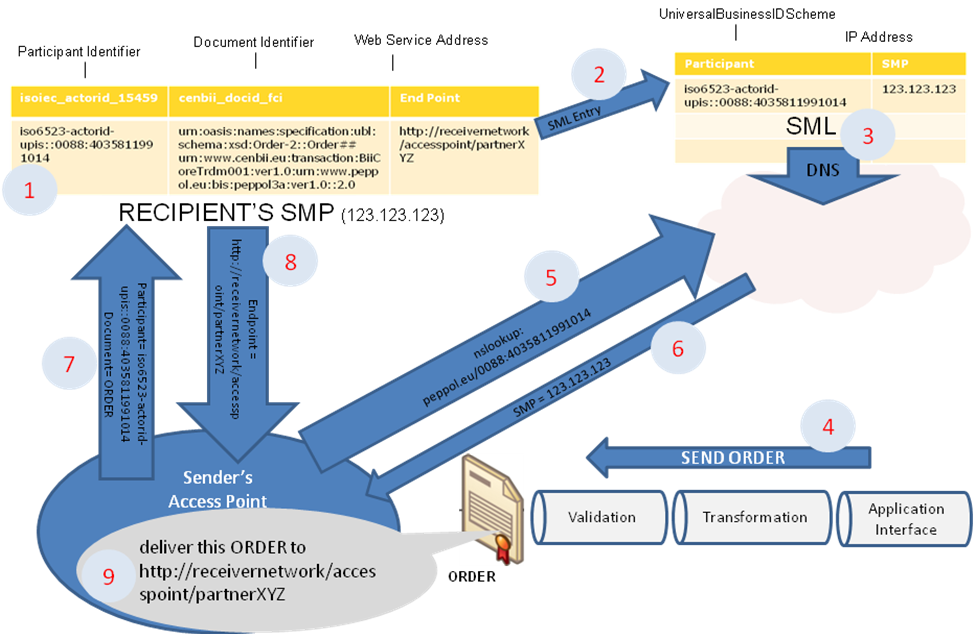 UniversalBusinessIDScheme
Participant Identifier
Document Identifier
Web Service Address
IP Address
isoiec_actorid_15459
cenbii_docid_fci
End Point
iso6523-actorid-
upis::0088:403581199
1014
urn:oasis:names:specification:ubl:
schema:xsd:Order-2::Order##
urn:www.cenbii.eu:transaction:BiiC
oreTrdm001:ver1.0:urn:www.pepp
ol.eu:bis:peppol3a:ver1.0::2.0
http://receivernetwork
/accesspoint/partnerX
YZ
1
RECIPIENT'S SMP (123.123.123)
2
SML Entry
Participant
SMP
iso6523-actorid-
upis::0088:4035811991014
123.123.123
SML
3
DNS
7
Participant= iso6523-actorid-
upis::0088:4035811991014
Document= ORDER
8
Endpoint =
http://receivernetwork/accessp
oint/partnerXYZ
5
nslookup:
peppol.eu/0088:4035811991014
6
SMP = 123.123.123
4
SEND ORDER
Validation
Transformation
Application
Interface
ORDER
Sender's
Access Point
9
deliver this ORDER to
http://receivernetwork/acces
spoint/partnerXYZ